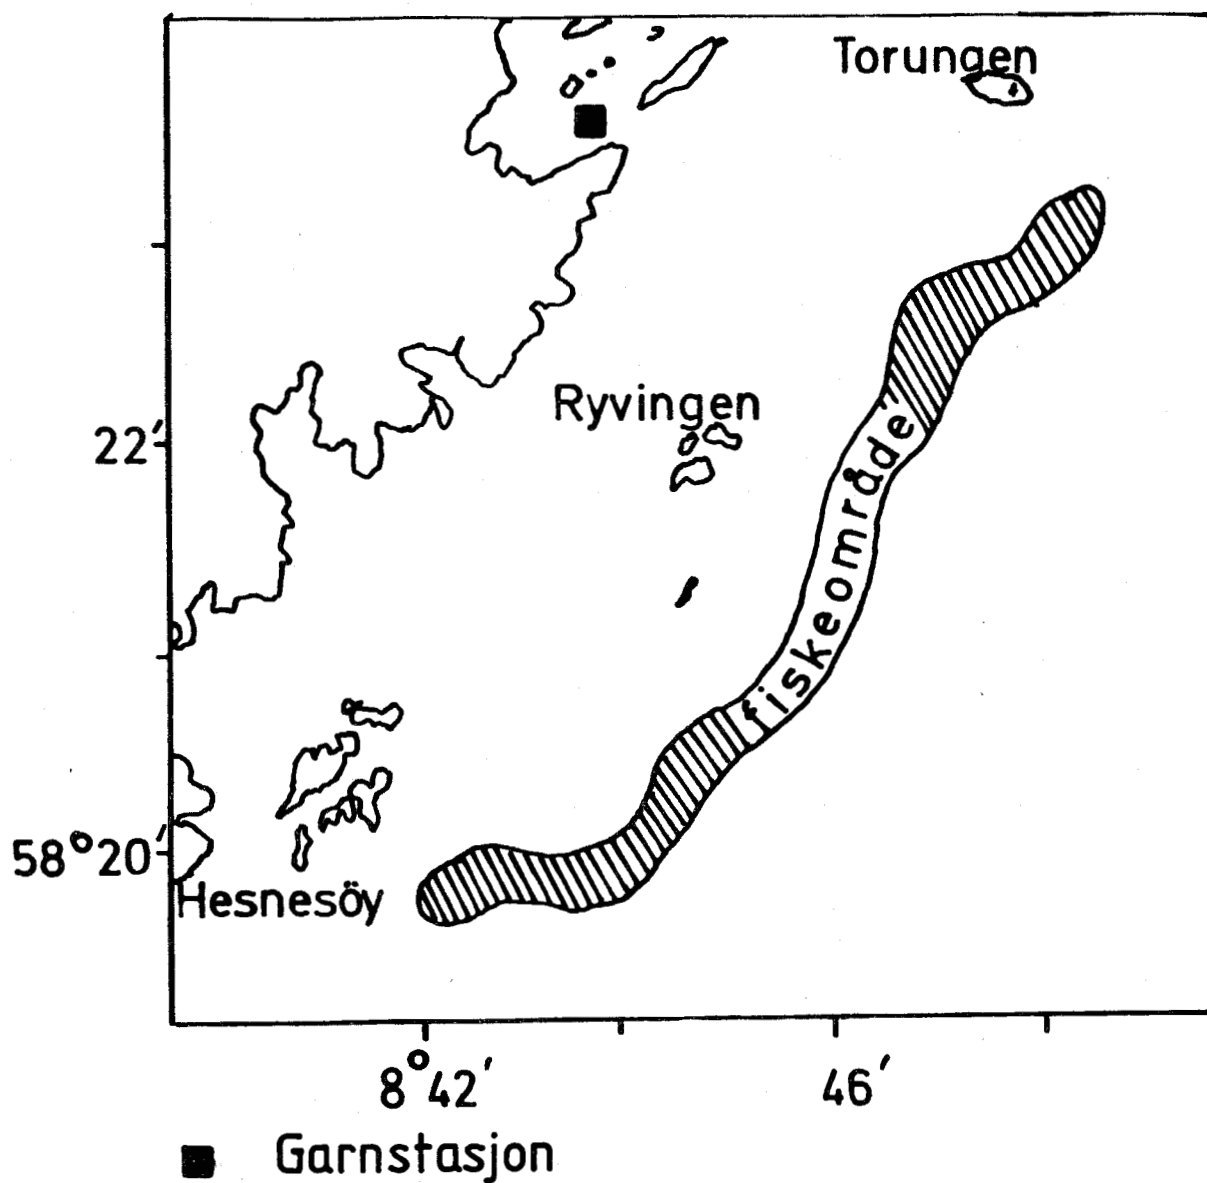 Torungen
Ryvingen
22′
fiskeområde
58°20′
Hesnesöy
8°42′
46′
Garnstasjon